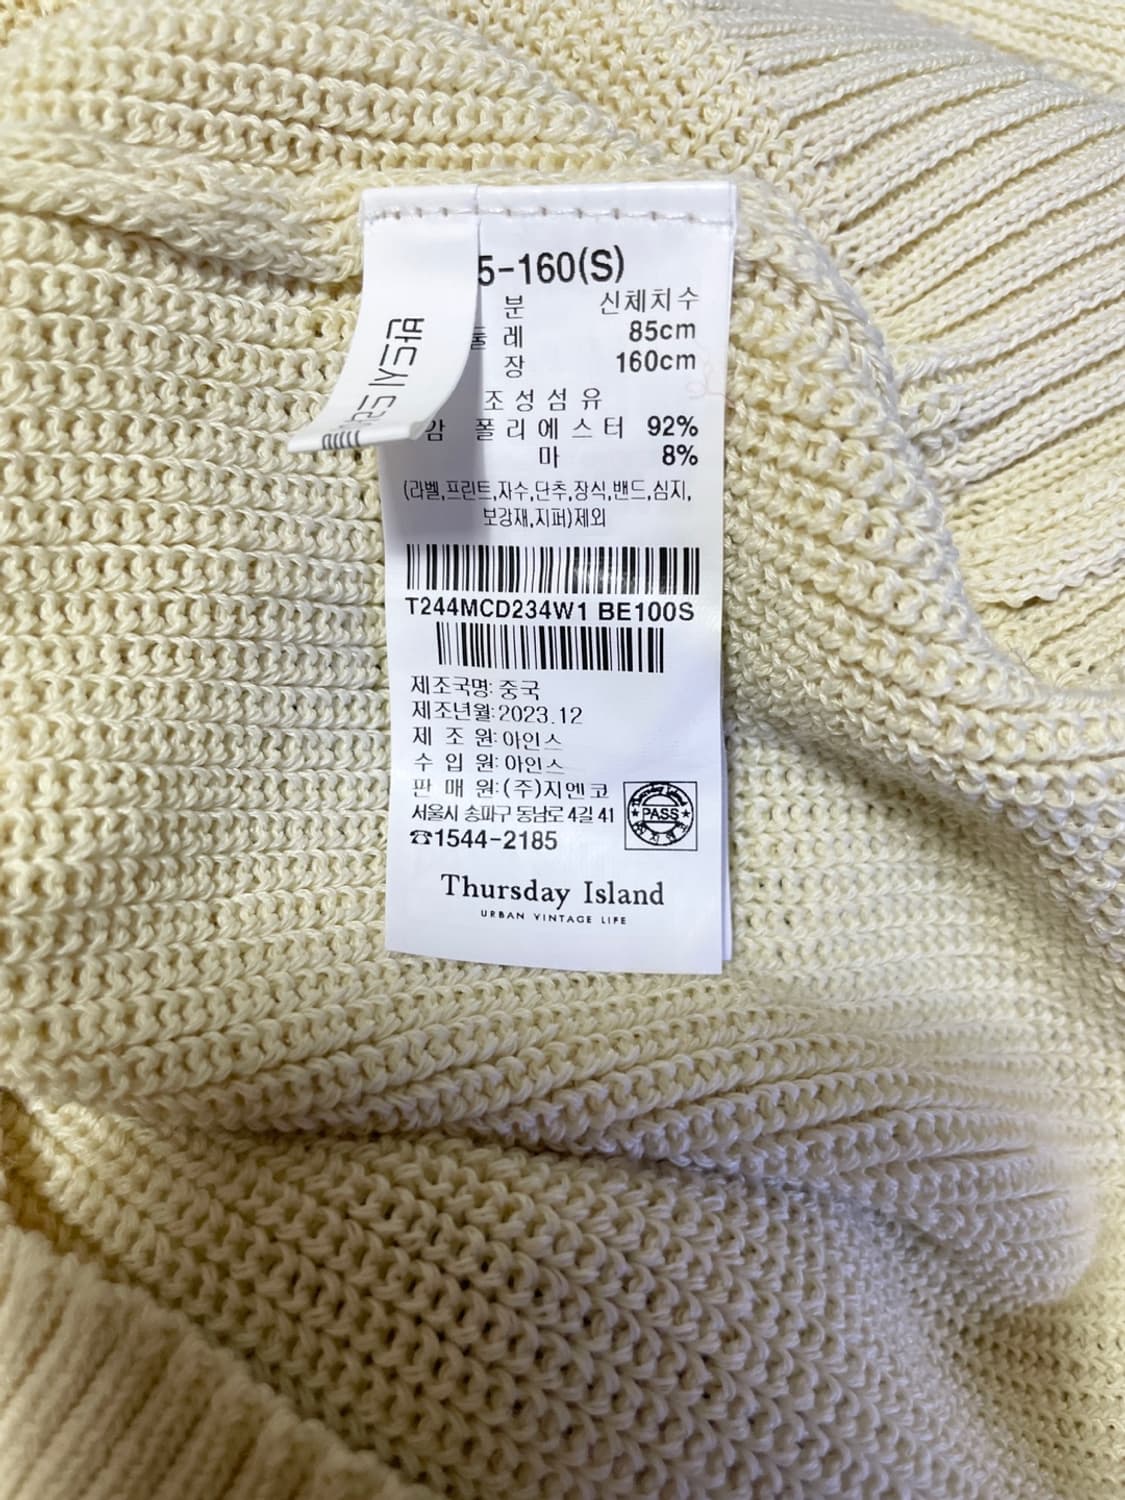 5-160(S)
분 신체치수
둘 레 85cm
장 160cm
조 성 섬 유
감 폴 리 에 스 터 92%
마 8%
(라벨,프린트,자수,단추,장식,밴드,심지,
보강재,지퍼)제외
T244MCD234W1 BE100S
제조국명: 중국
제조년월:2023.12
제 조 원:아인스
수 입 원:아인스
판 매 원:(주)지엔코
서울시 송파구 동남로 4길 41
☎1544-2185
PASS
Thursday Island
URBAN VINTAGE LIFE
반드시 드라